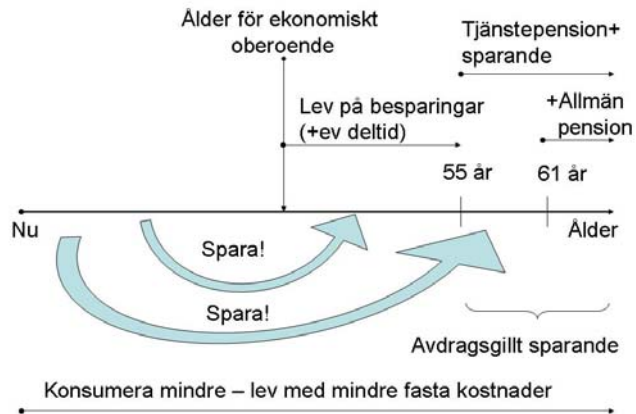 Ålder för ekonomiskt
oberoende
Tjänstepension+
sparande
Lev på besparingar
(+ev deltid)
+Allmän
pension
55 år
61 år
Nu
Ålder
Spara!
Spara!
Avdragsgillt sparande
Konsumera mindre – lev med mindre fasta kostnader